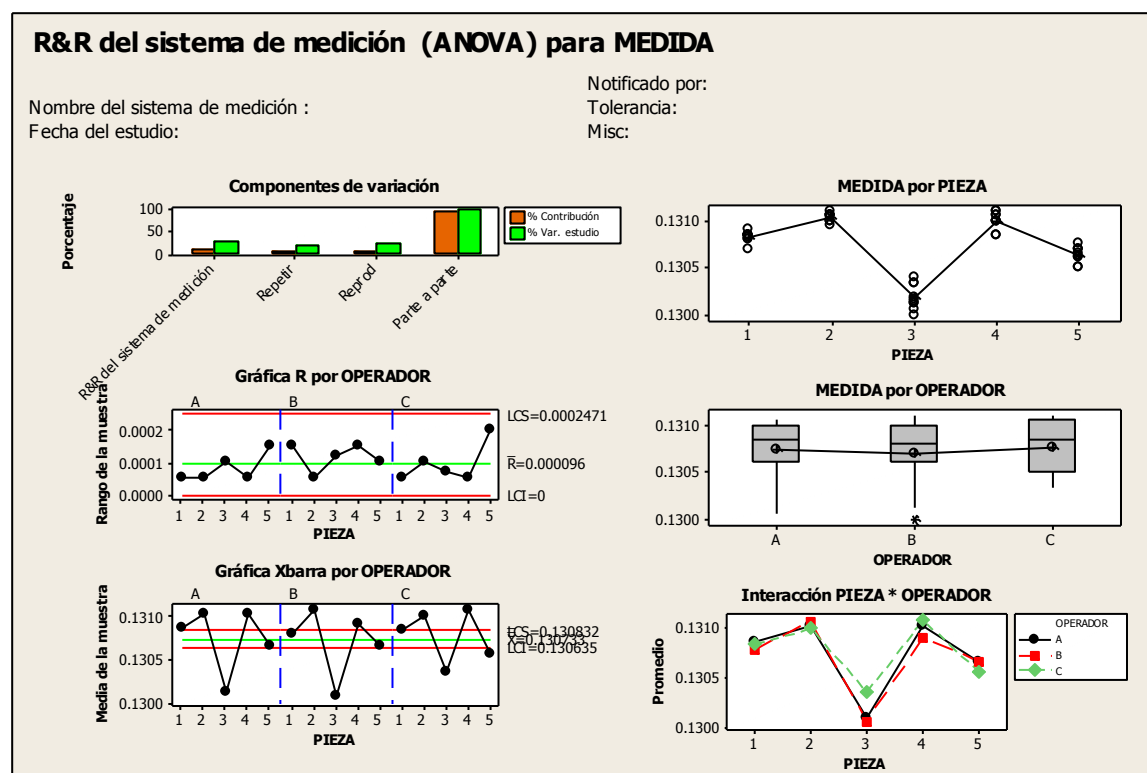 R&R del sistema de medición (ANOVA) para MEDIDA
Nombre del sistema de medición :
Fecha del estudio:
Notificado por:
Tolerancia:
Misc:
Componentes de variación
Porcentaje
100
50
0
R&R del sistema de medición
Repetir
Reprod
Parte a parte
% Contribución
% Var. estudio
MEDIDA por PIEZA
0.1310
0.1305
0.1300
1 2 3 4 5
PIEZA
Gráfica R por OPERADOR
A B C
Rango de la muestra
0.0002
0.0001
0.0000
1 2 3 4 5 1 2 3 4 5 1 2 3 4 5
PIEZA
LCS=0.0002471
R̅=0.000096
LCI=0
MEDIDA por OPERADOR
0.1310
0.1305
0.1300
A B C
OPERADOR
Gráfica Xbarra por OPERADOR
A B C
Media de la muestra
0.1310
0.1305
0.1300
1 2 3 4 5 1 2 3 4 5 1 2 3 4 5
PIEZA
LCS=0.130832
X̿=0.130733
LCI=0.130635
Interacción PIEZA * OPERADOR
Promedio
0.1310
0.1305
0.1300
1 2 3 4 5
PIEZA
OPERADOR
A
B
C